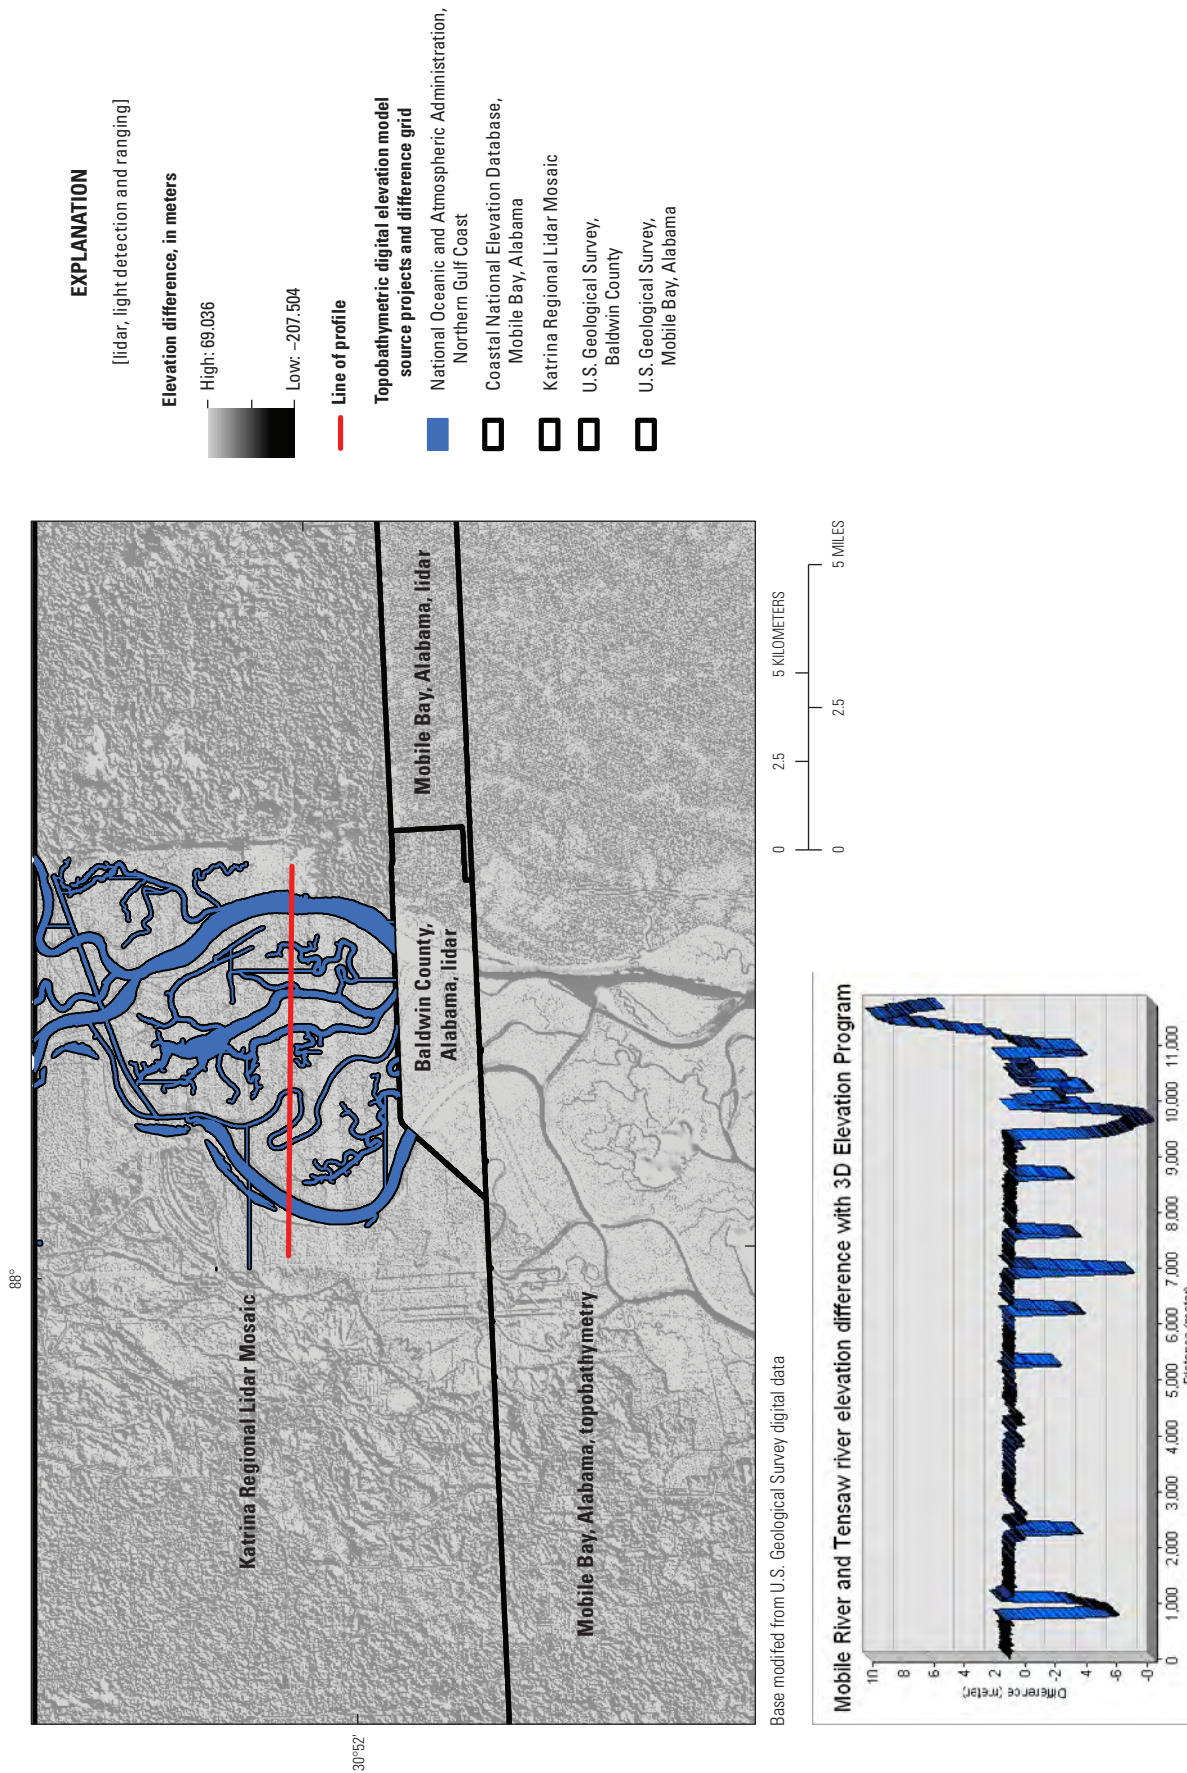 88°
30°52'
Katrina Regional Lidar Mosaic
Mobile Bay, Alabama, lidar
Baldwin County,
Alabama, lidar
Mobile Bay, Alabama, topobathymetry
Base modifed from U.S. Geological Survey digital data
0 2.5 5 KILOMETERS
0 2.5 5 MILES
EXPLANATION
[lidar, light detection and ranging]
Elevation difference, in meters
High: 69.036
Low: –207.504
Line of profile
Topobathymetric digital elevation model
source projects and difference grid
National Oceanic and Atmospheric Administration,
Northern Gulf Coast
Coastal National Elevation Database,
Mobile Bay, Alabama
Katrina Regional Lidar Mosaic
U.S. Geological Survey,
Baldwin County
U.S. Geological Survey,
Mobile Bay, Alabama
Mobile River and Tensaw river elevation difference with 3D Elevation Program
Difference (meter)
10
8
6
4
2
0
-2
-4
-6
-0
0 1,000 2,000 3,000 4,000 5,000 6,000 7,000 8,000 9,000 10,000 11,000